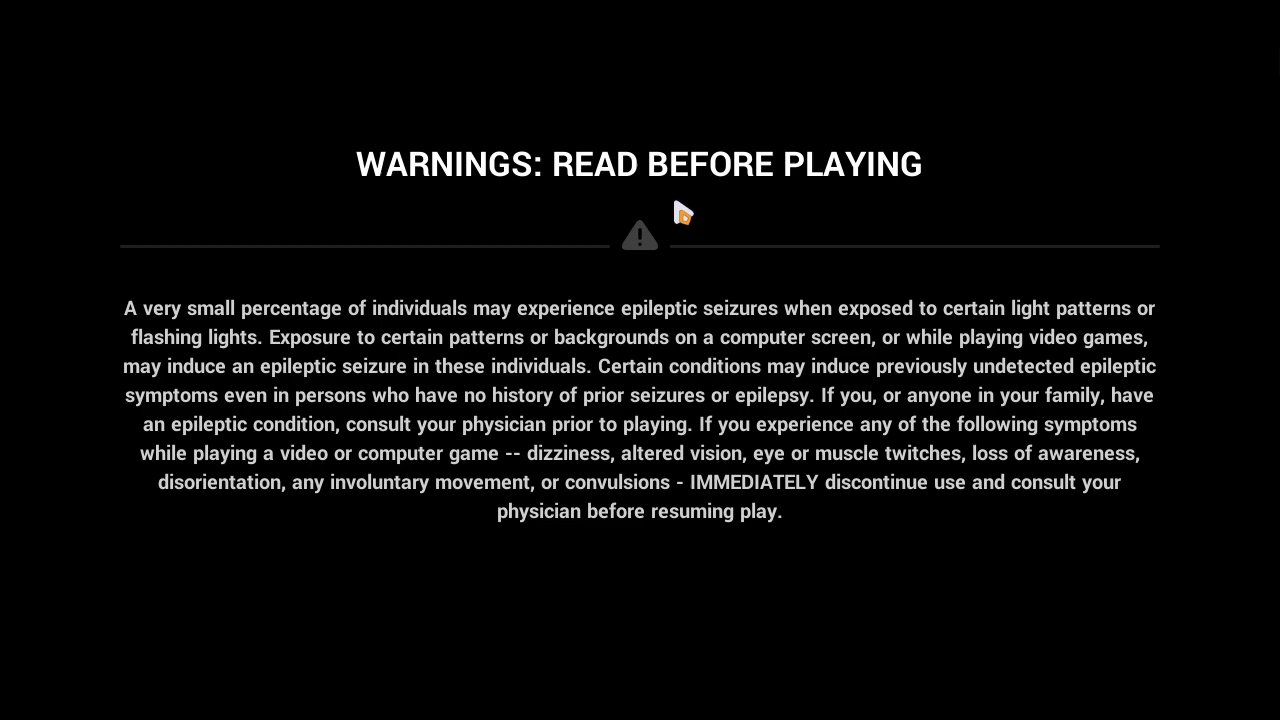 WARNINGS: READ BEFORE PLAYING
A very small percentage of individuals may experience epileptic seizures when exposed to certain light patterns or
flashing lights. Exposure to certain patterns or backgrounds on a computer screen, or while playing video games,
may induce an epileptic seizure in these individuals. Certain conditions may induce previously undetected epileptic
symptoms even in persons who have no history of prior seizures or epilepsy. If you, or anyone in your family, have
an epileptic condition, consult your physician prior to playing. If you experience any of the following symptoms
while playing a video or computer game -- dizziness, altered vision, eye or muscle twitches, loss of awareness,
disorientation, any involuntary movement, or convulsions - IMMEDIATELY discontinue use and consult your
physician before resuming play.